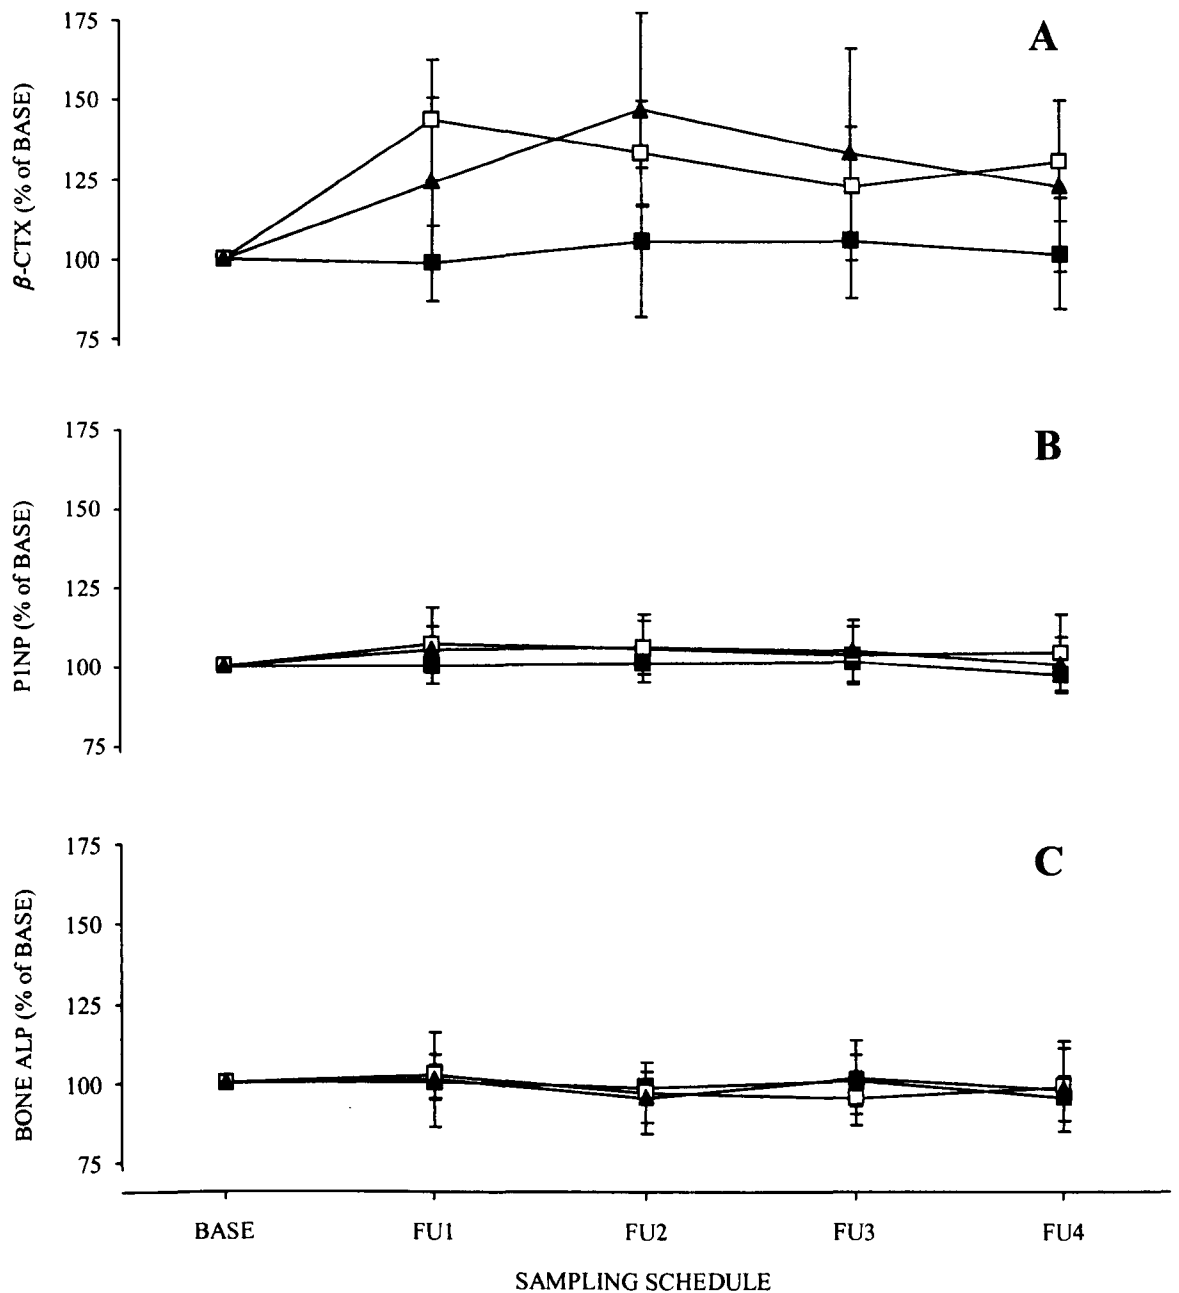 A
175
150
125
100
75
β-CTX (% of BASE)
B
175
150
125
100
75
P1NP (% of BASE)
C
175
150
125
100
75
BONE ALP (% of BASE)
BASE FU1 FU2 FU3 FU4
SAMPLING SCHEDULE